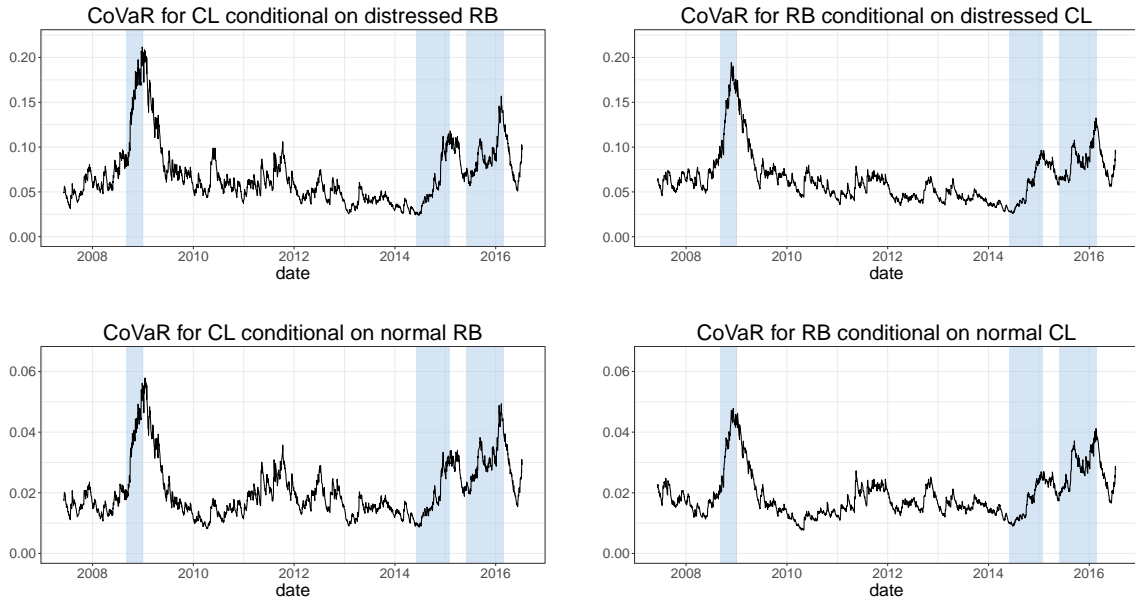 CoVaR for CL conditional on distressed RB
0.20
0.15
0.10
0.05
0.00
2008 2010 2012 2014 2016
date
CoVaR for RB conditional on distressed CL
0.20
0.15
0.10
0.05
0.00
2008 2010 2012 2014 2016
date
CoVaR for CL conditional on normal RB
0.06
0.04
0.02
0.00
2008 2010 2012 2014 2016
date
CoVaR for RB conditional on normal CL
0.06
0.04
0.02
0.00
2008 2010 2012 2014 2016
date